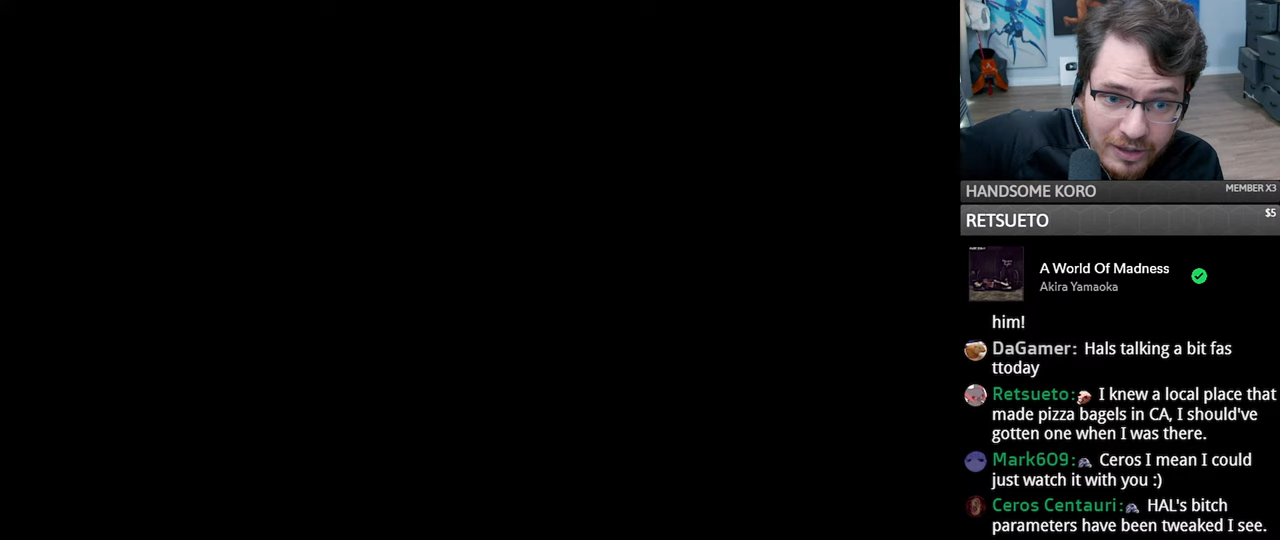 HANDSOME KORO
MEMBER X3
RETSUETO
$5
A World Of Madness
Akira Yamaoka
him!
DaGamer: Hals talking a bit fas
ttoday
Retsueto: I knew a local place that
made pizza bagels in CA, I should've
gotten one when I was there.
Mark609: Ceros I mean I could
just watch it with you :)
Ceros Centauri: HAL's bitch
parameters have been tweaked I see.